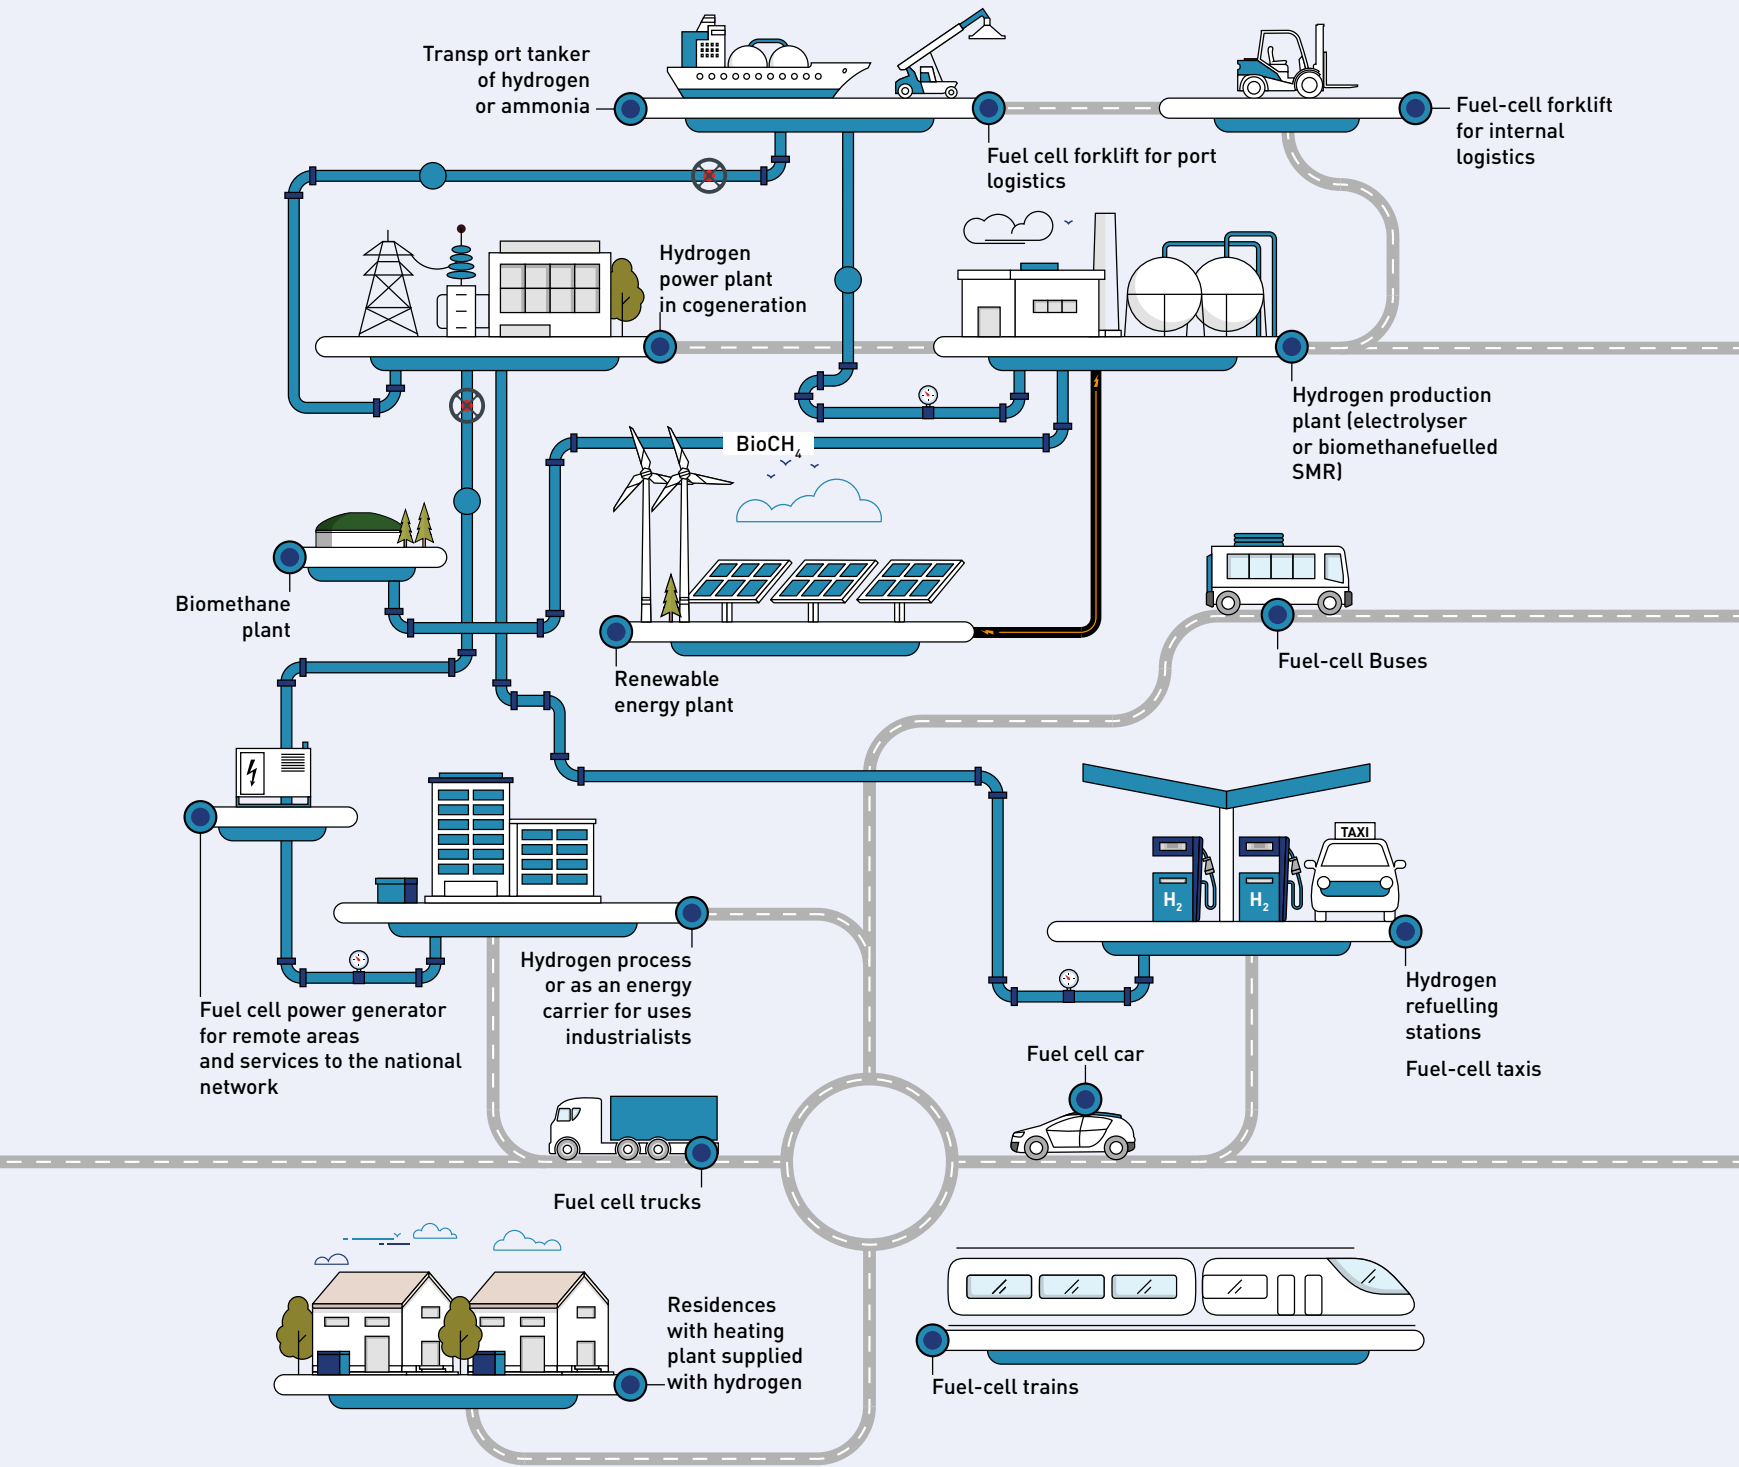 Transp ort tanker
of hydrogen
or ammonia
Fuel cell forklift for port
logistics
Fuel-cell forklift
for internal
logistics
Hydrogen
power plant
in cogeneration
Hydrogen production
plant (electrolyser
or biomethanefuelled
SMR)
BioCH4
Biomethane
plant
Renewable
energy plant
Fuel-cell Buses
TAXI
H2
H2
Hydrogen
refuelling
stations
Fuel-cell taxis
Hydrogen process
or as an energy
carrier for uses
industrialists
Fuel cell power generator
for remote areas
and services to the national
network
Fuel cell car
Fuel cell trucks
Residences
with heating
plant supplied
with hydrogen
Fuel-cell trains